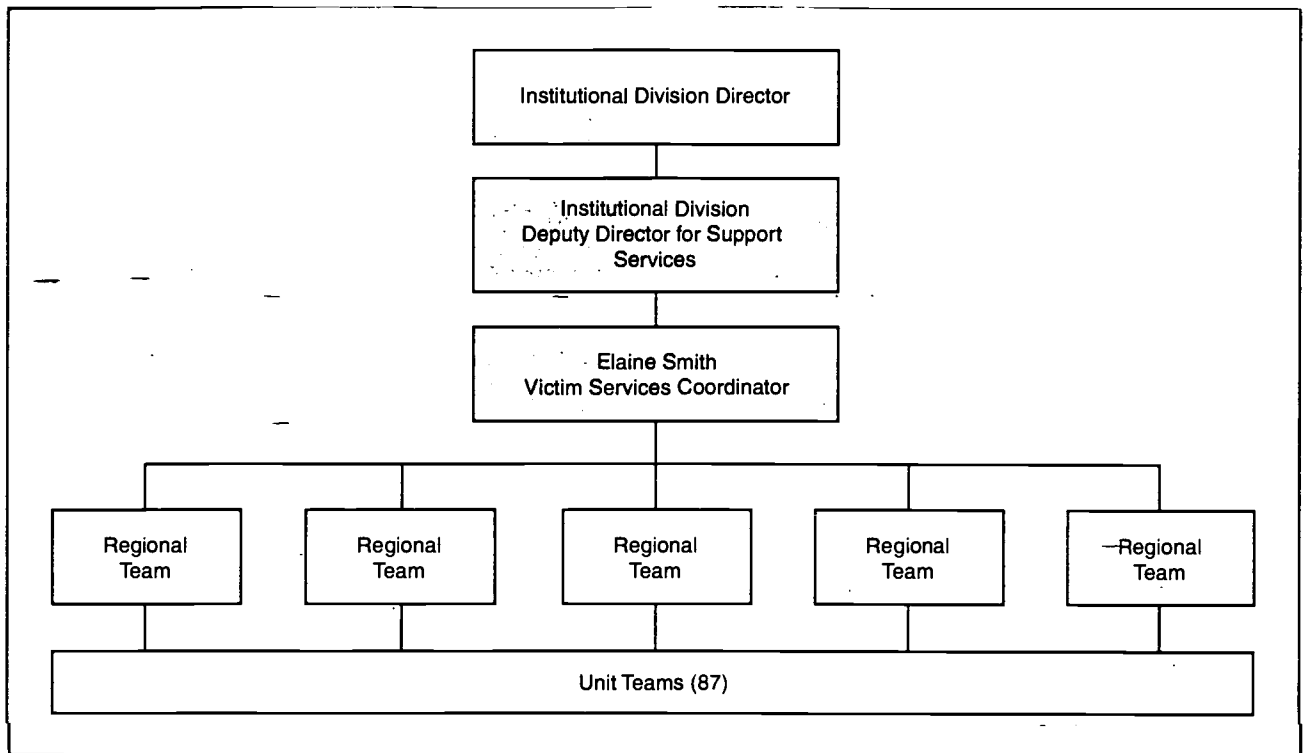 Institutional Division Director
Institutional Division
Deputy Director for Support
Services
Elaine Smith
Victim Services Coordinator
Regional
Team
Regional
Team
Regional
Team
Regional
Team
Regional
Team
Unit Teams (87)